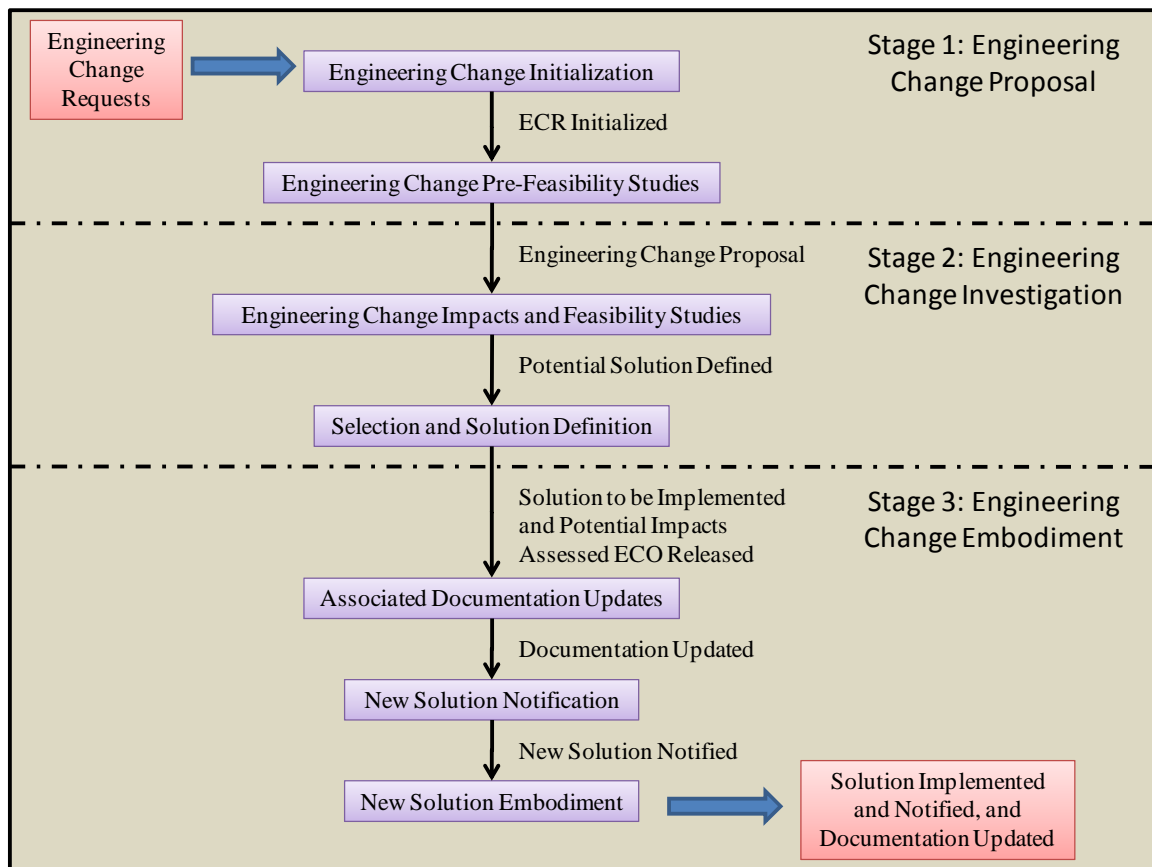 Engineering
Change
Requests
Stage 1: Engineering
Change Proposal
Engineering Change Initialization
ECR Initialized
Engineering Change Pre-Feasibility Studies
Engineering Change Proposal
Stage 2: Engineering
Change Investigation
Engineering Change Impacts and Feasibility Studies
Potential Solution Defined
Selection and Solution Definition
Solution to be Implemented
and Potential Impacts
Assessed ECO Released
Stage 3: Engineering
Change Embodiment
Associated Documentation Updates
Documentation Updated
New Solution Notification
New Solution Notified
New Solution Embodiment
Solution Implemented
and Notified, and
Documentation Updated